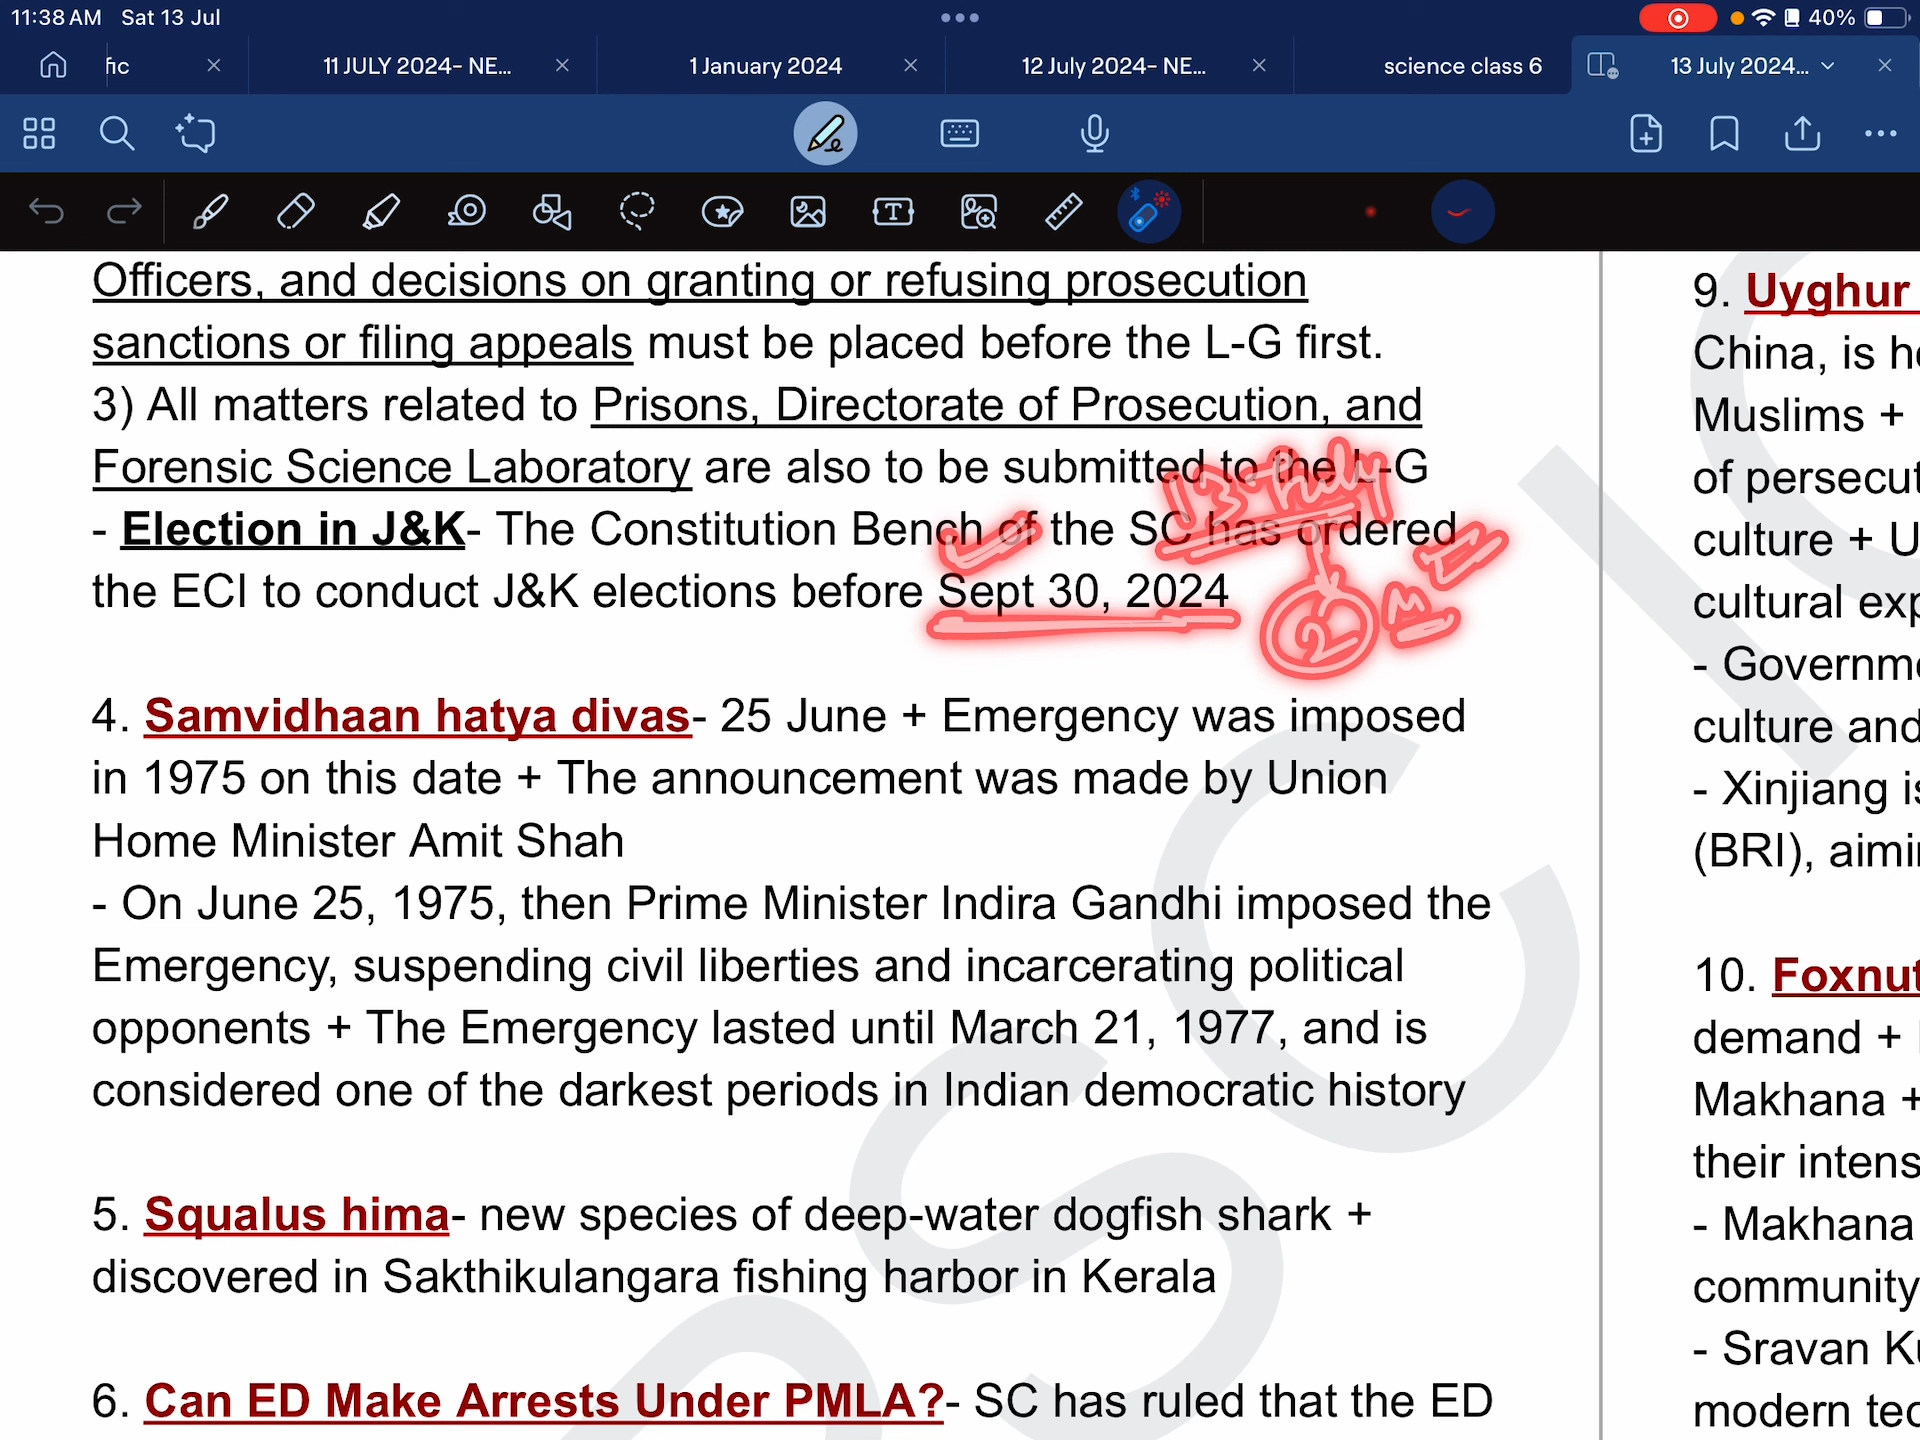 11:38 AM Sat 13 Jul
40%
fic
11 JULY 2024- NE...
1 January 2024
12 July 2024- NE...
science class 6
13 July 2024...
Officers, and decisions on granting or refusing prosecution
sanctions or filing appeals must be placed before the L-G first.
3) All matters related to Prisons, Directorate of Prosecution, and
Forensic Science Laboratory are also to be submitted to the L-G
- Election in J&K- The Constitution Bench of the SC has ordered
the ECI to conduct J&K elections before Sept 30, 2024
13
2 M
4. Samvidhaan hatya divas- 25 June + Emergency was imposed
in 1975 on this date + The announcement was made by Union
Home Minister Amit Shah
- On June 25, 1975, then Prime Minister Indira Gandhi imposed the
Emergency, suspending civil liberties and incarcerating political
opponents + The Emergency lasted until March 21, 1977, and is
considered one of the darkest periods in Indian democratic history
5. Squalus hima- new species of deep-water dogfish shark +
discovered in Sakthikulangara fishing harbor in Kerala
6. Can ED Make Arrests Under PMLA?- SC has ruled that the ED
9. Uyghur
China, is
Muslims +
of
culture +
cultural
-
culture and
- Xinjiang
(BRI),
10.
demand +
Makhana +
their
- Makhana
community
- Sravan
modern